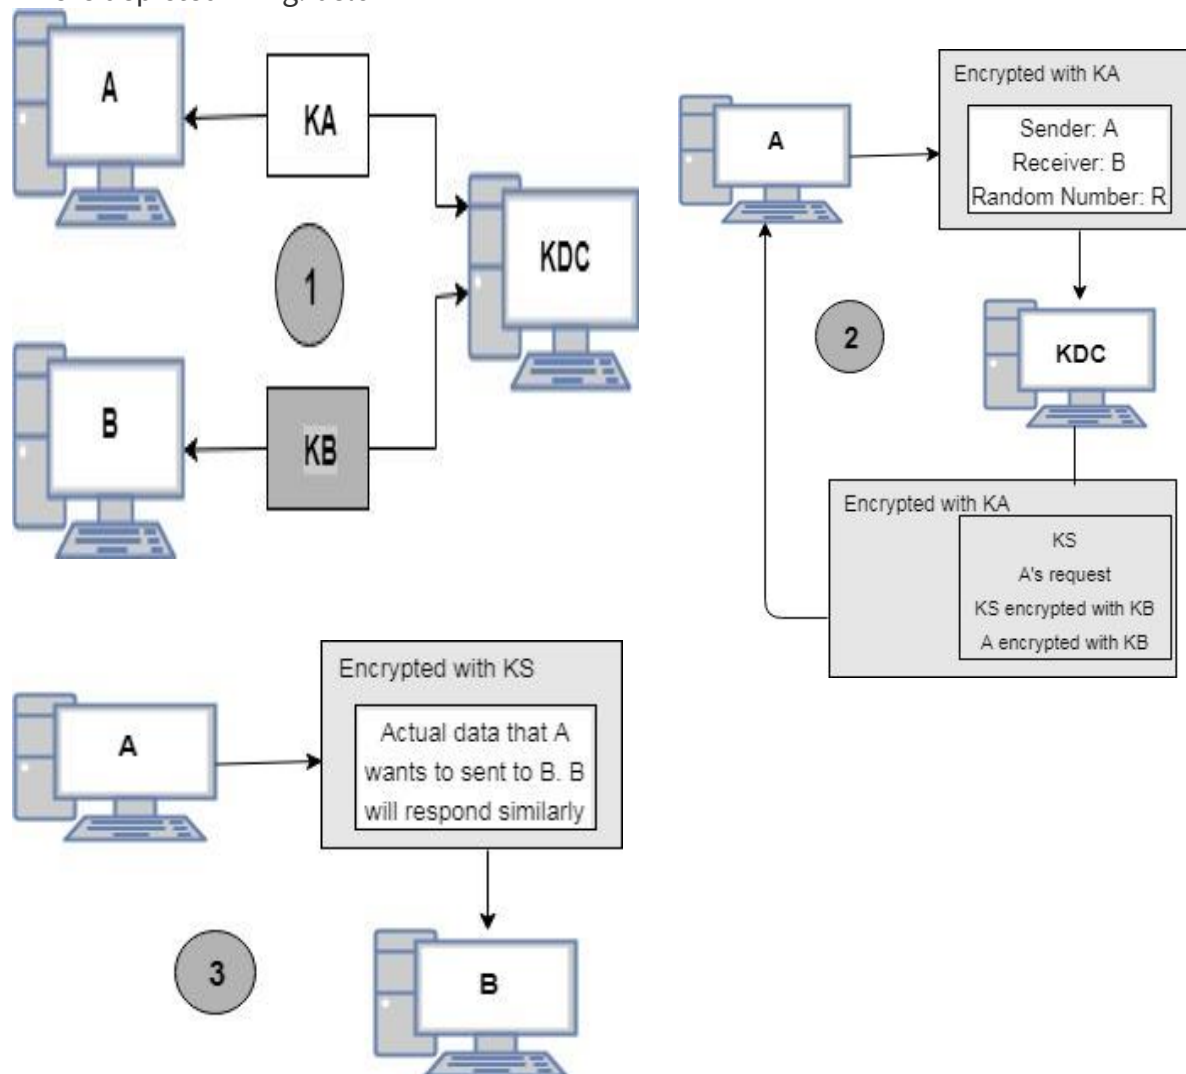 A
KA
KDC
1
B
KB
A
Encrypted with KA
Sender: A
Receiver: B
Random Number: R
2
KDC
Encrypted with KA
KS
A's request
KS encrypted with KB
A encrypted with KB
Encrypted with KS
A
Actual data that A
wants to sent to B. B
will respond similarly
3
B